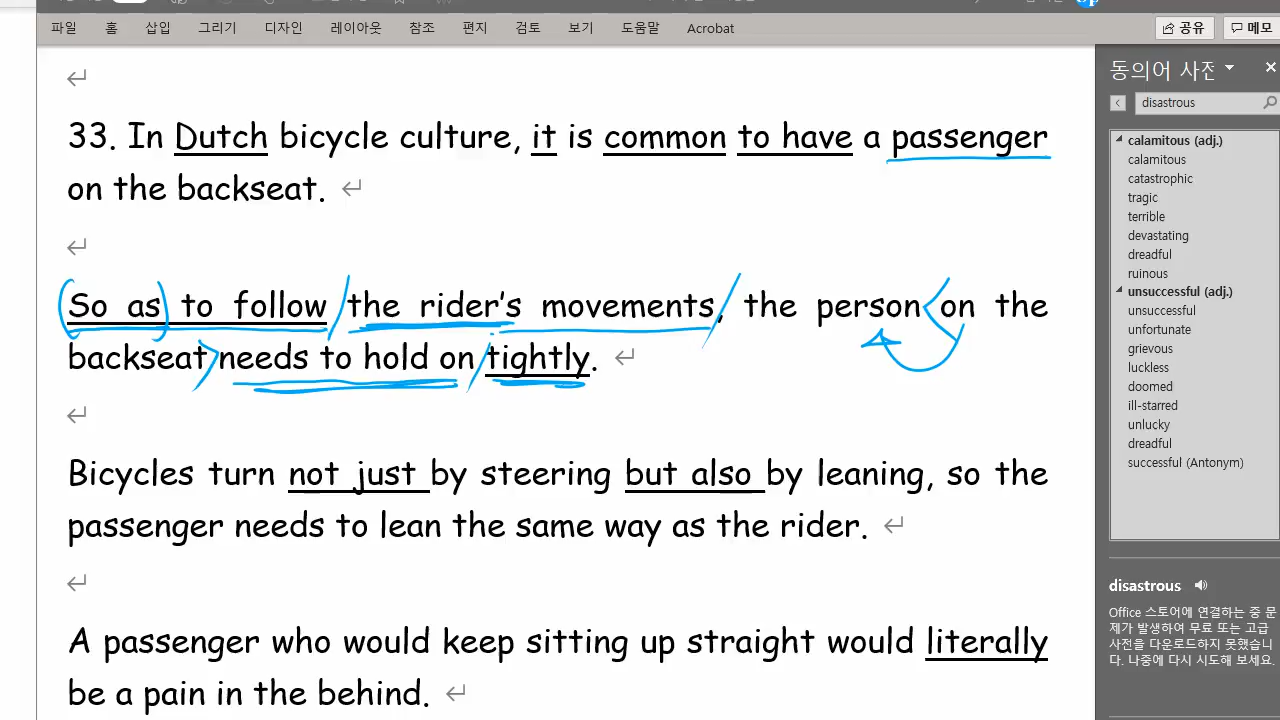 파일 홈 삽입 그리기 디자인 레이아웃 참조 편지 검토 보기 도움말 Acrobat 공유 메모
33. In Dutch bicycle culture, it is common to have a passenger
on the backseat.
So as to follow the rider's movements, the person on the
backseat needs to hold on tightly.
Bicycles turn not just by steering but also by leaning, so the
passenger needs to lean the same way as the rider.
A passenger who would keep sitting up straight would literally
be a pain in the behind.
동의어 사전
disastrous
calamitous (adj.)
calamitous
catastrophic
tragic
terrible
devastating
dreadful
ruinous
unsuccessful (adj.)
unsuccessful
unfortunate
grievous
luckless
doomed
ill-starred
unlucky
dreadful
successful (Antonym)
disastrous
Office 스토어에 연결하는 중 문
제가 발생하여 무료 또는 고급
사전을 다운로드하지 못했습니
다. 나중에 다시 시도해 보세요.